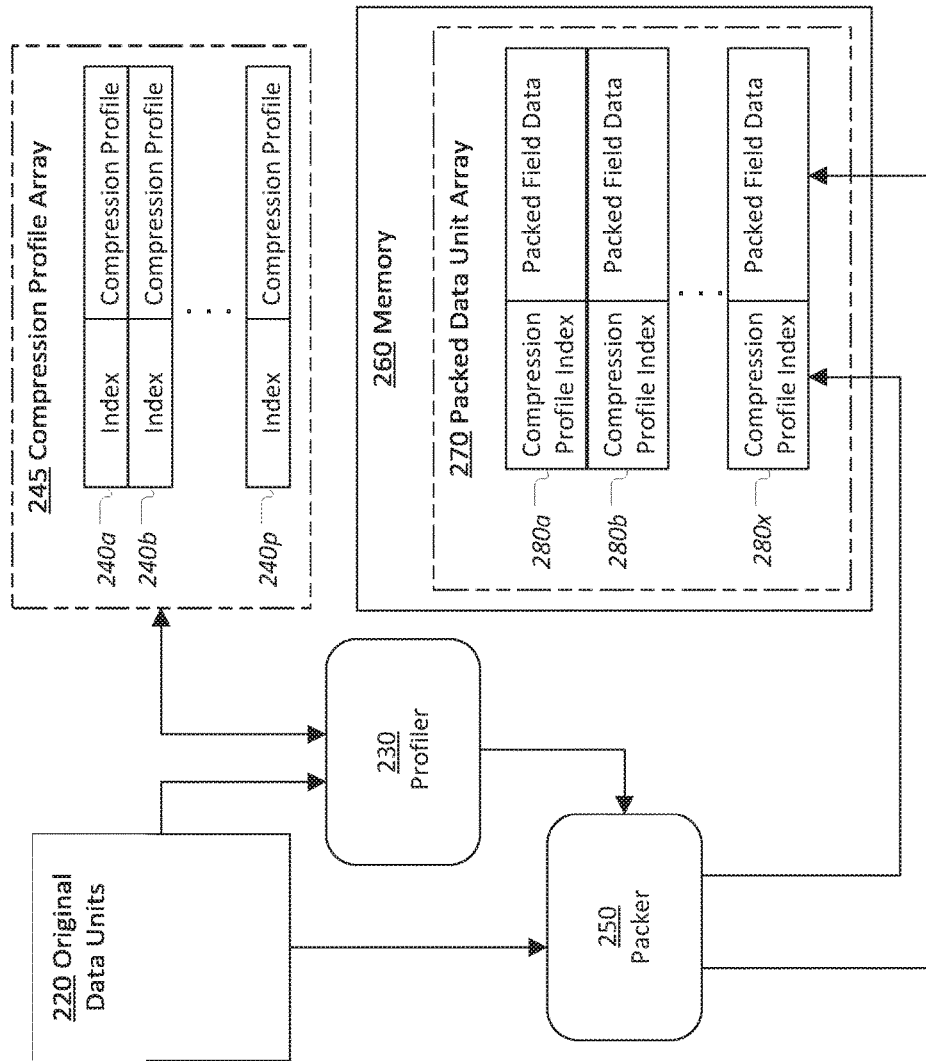 220 Original
Data Units
230
Profiler
250
Packer
245 Compression Profile Array
240a
Index
Compression Profile
240b
Index
Compression Profile
. . .
240p
Index
Compression Profile
260 Memory
270 Packed Data Unit Array
280a
Compression
Profile Index
Packed Field Data
280b
Compression
Profile Index
Packed Field Data
. . .
280x
Compression
Profile Index
Packed Field Data